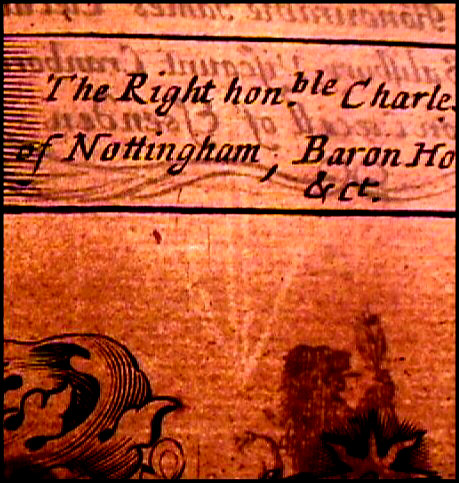 The Right hon.ble Charle
of Nottingham, Baron Ho
&ct.